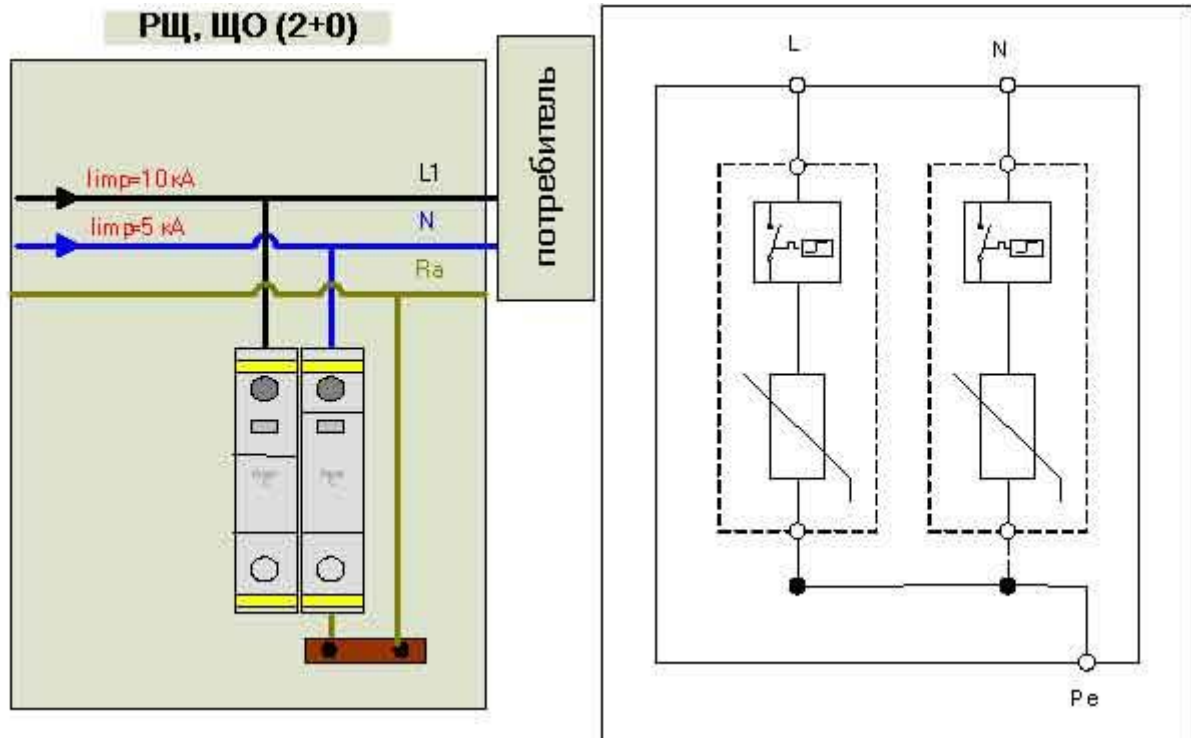 РЩ, ЩО (2+0)
потребитель
Iimp=10кА
L1
Iimp=5 кА
N
Ra
L
N
Pe